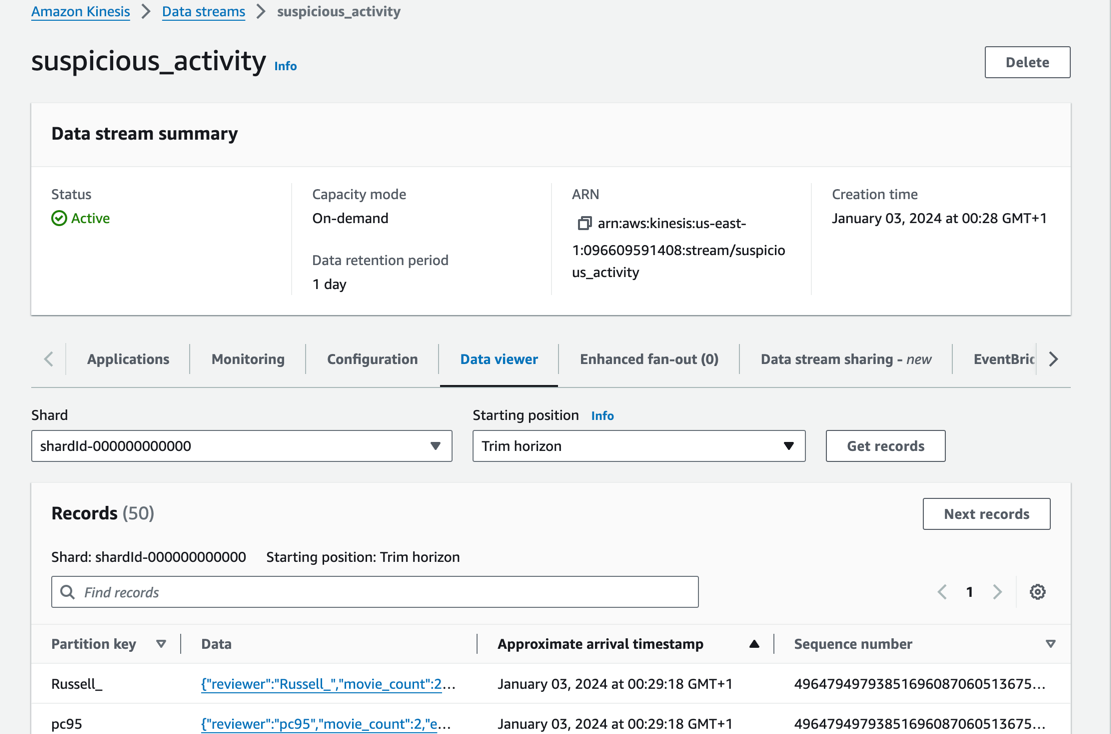 Amazon Kinesis > Data streams > suspicious_activity
suspicious_activity Info
Delete
Data stream summary
Status
Active
Capacity mode
On-demand
Data retention period
1 day
ARN
arn:aws:kinesis:us-east-
1:096609591408:stream/suspicio
us_activity
Creation time
January 03, 2024 at 00:28 GMT+1
Applications Monitoring Configuration Data viewer Enhanced fan-out (0) Data stream sharing - new EventBric
Shard
shardId-000000000000
Starting position Info
Trim horizon
Get records
Records (50)
Next records
Shard: shardId-000000000000 Starting position: Trim horizon
Find records
1
Partition key Data Approximate arrival timestamp Sequence number
Russell_ {"reviewer":"Russell_","movie_count":2... January 03, 2024 at 00:29:18 GMT+1 49647949793851696087060513675...
pc95 {"reviewer":"pc95","movie_count":2,"e... January 03, 2024 at 00:29:18 GMT+1 49647949793851696087060513675...